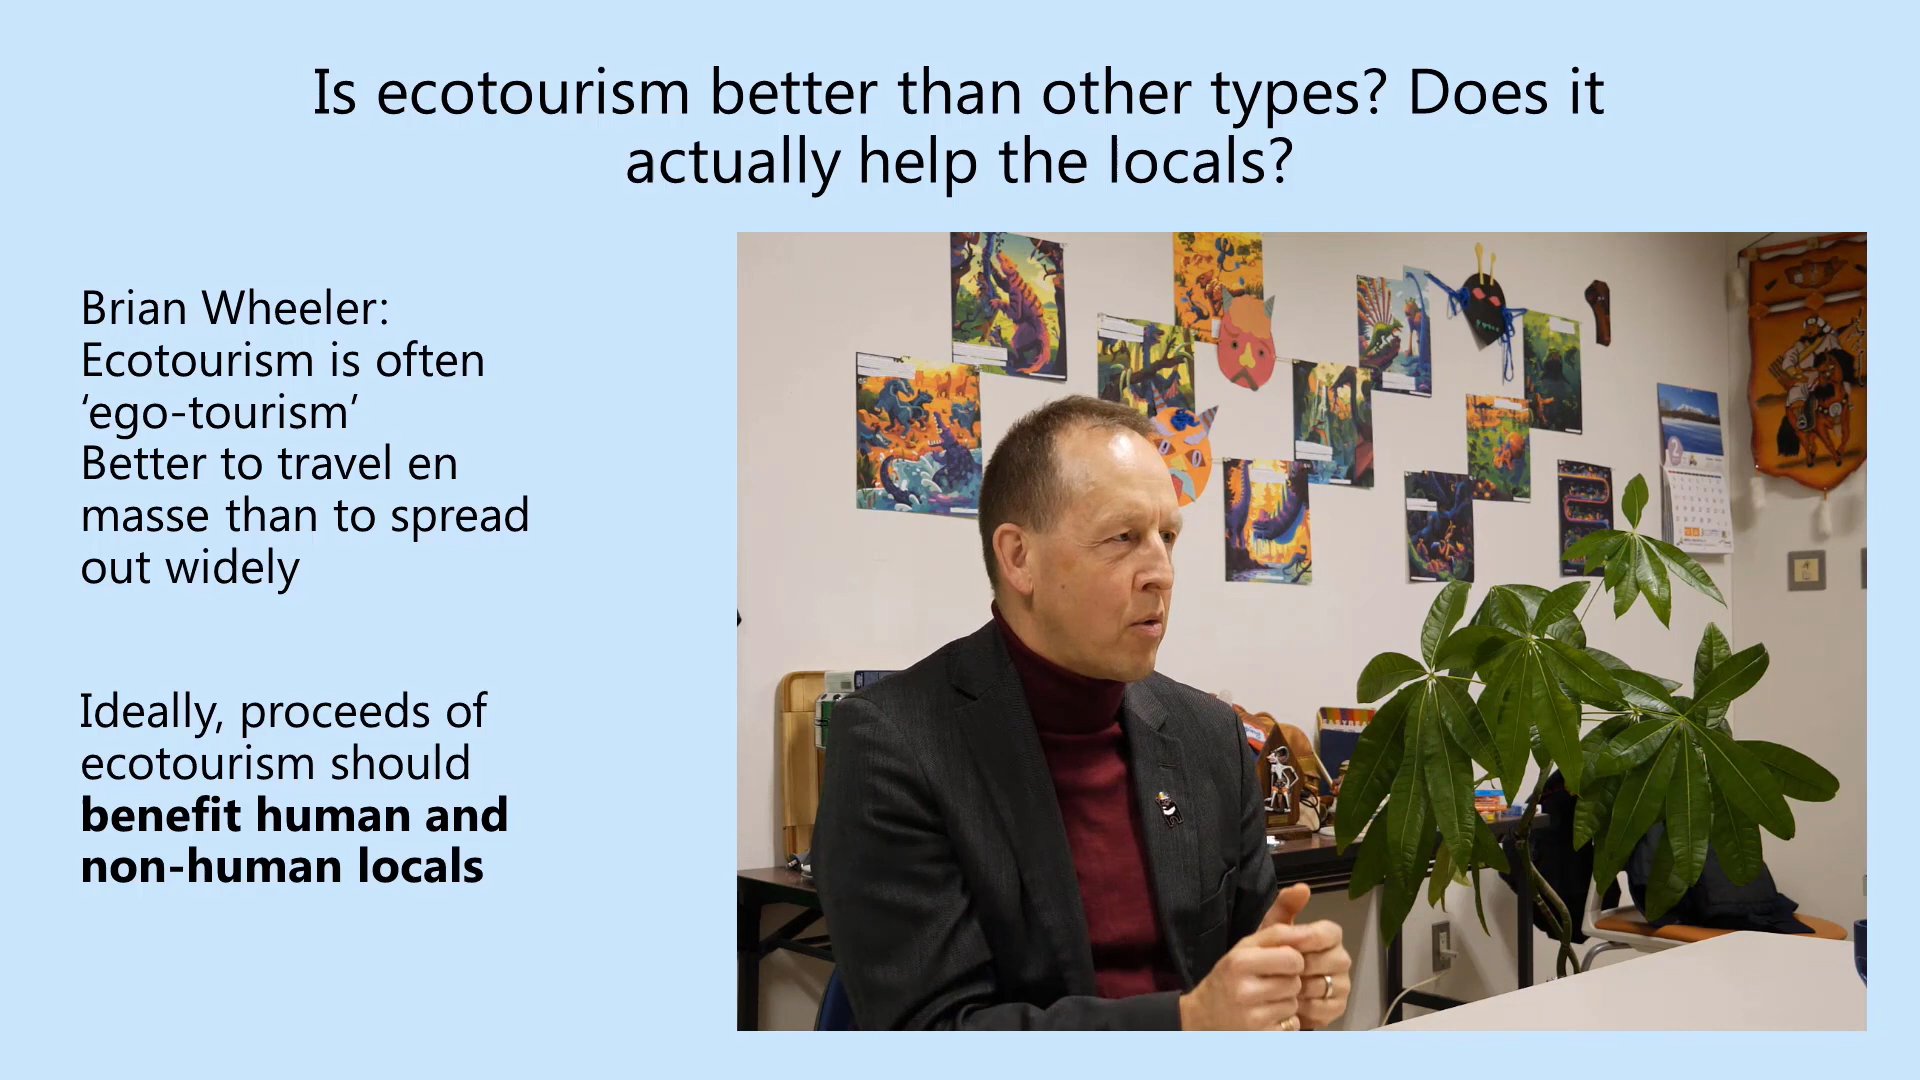 Is ecotourism better than other types? Does it
actually help the locals?
Brian Wheeler:
Ecotourism is often
‘ego-tourism’
Better to travel en
masse than to spread
out widely
Ideally, proceeds of
ecotourism should
benefit human and
non-human locals
2